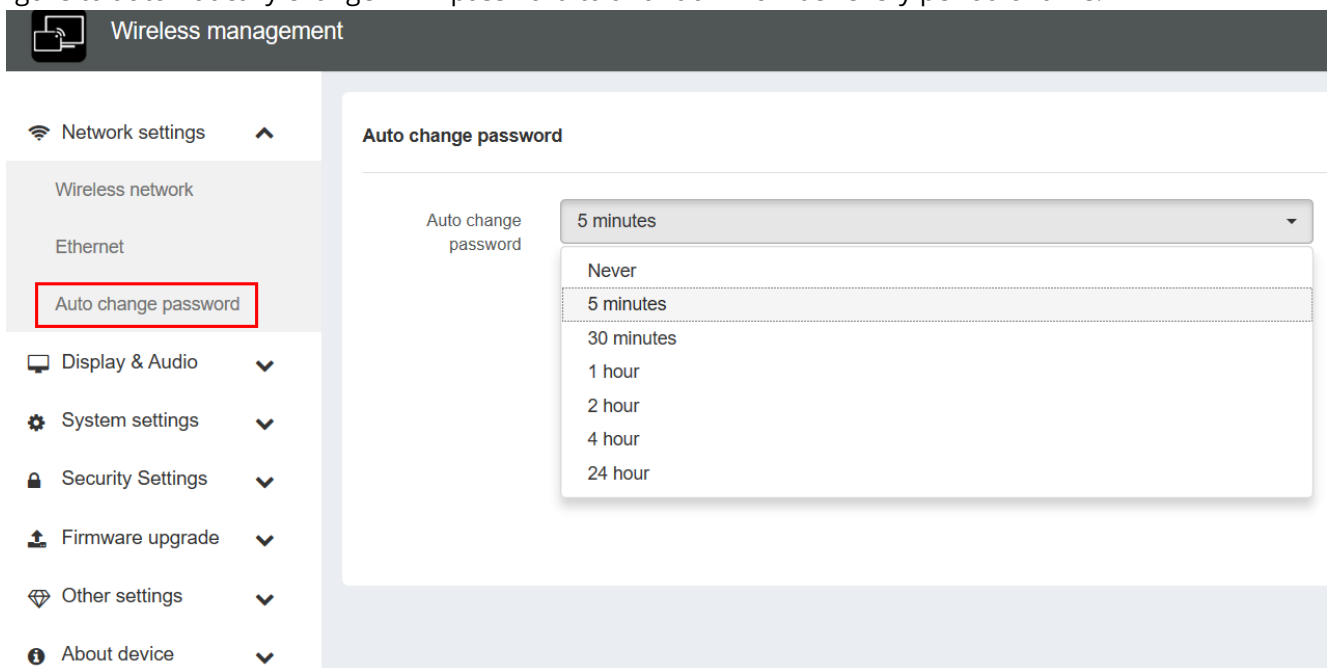 Wireless management
Network settings
Wireless network
Ethernet
Auto change password
Display & Audio
System settings
Security Settings
Firmware upgrade
Other settings
About device
Auto change password
Auto change
password
5 minutes
Never
5 minutes
30 minutes
1 hour
2 hour
4 hour
24 hour